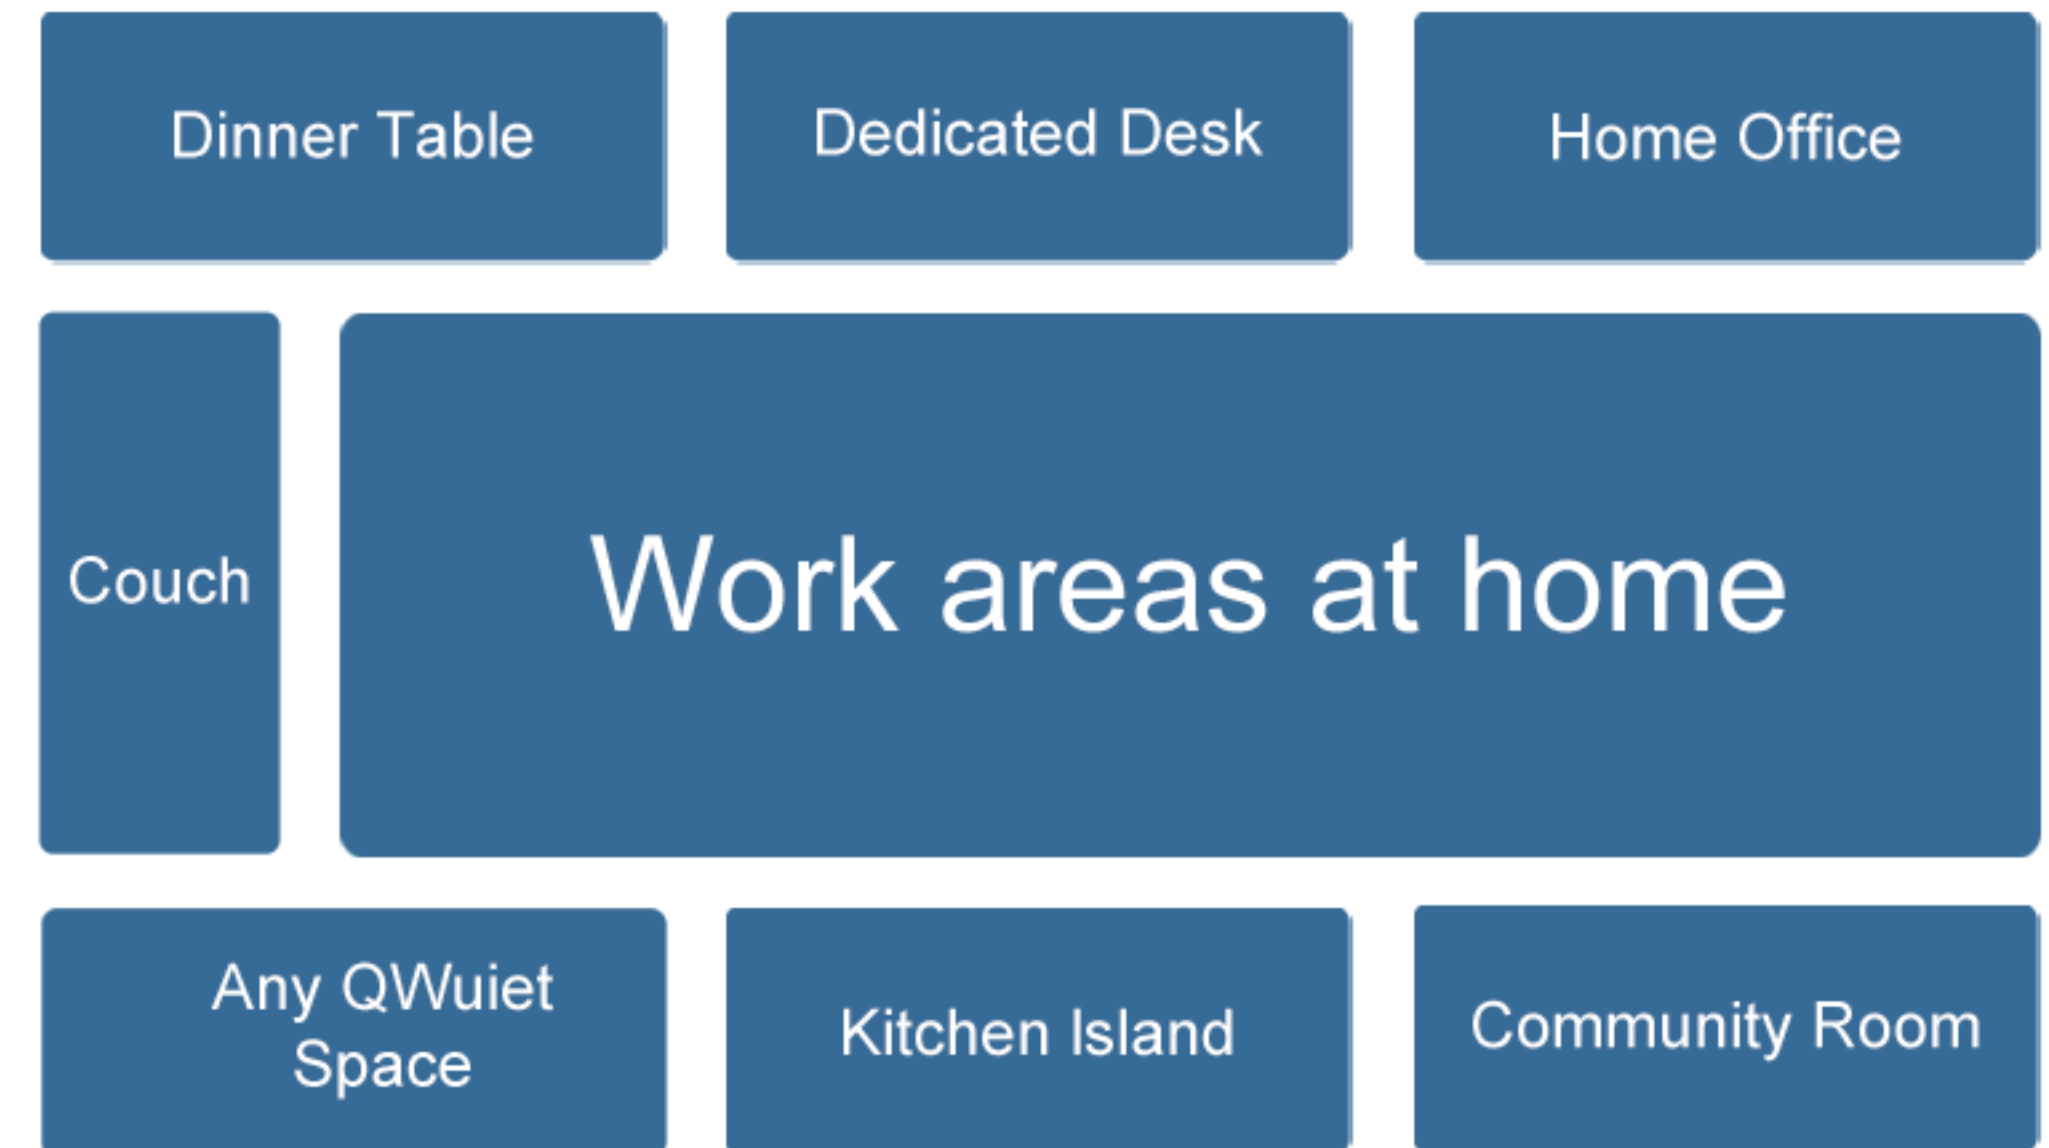 Dinner Table
Dedicated Desk
Home Office
Couch
Work areas at home
Any QWuiet
Space
Kitchen Island
Community Room